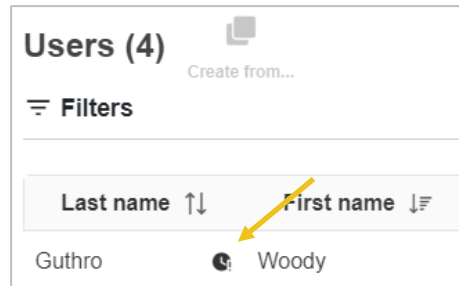 Users (4)
Create from...
Filters
Last name First name
Guthro Woody